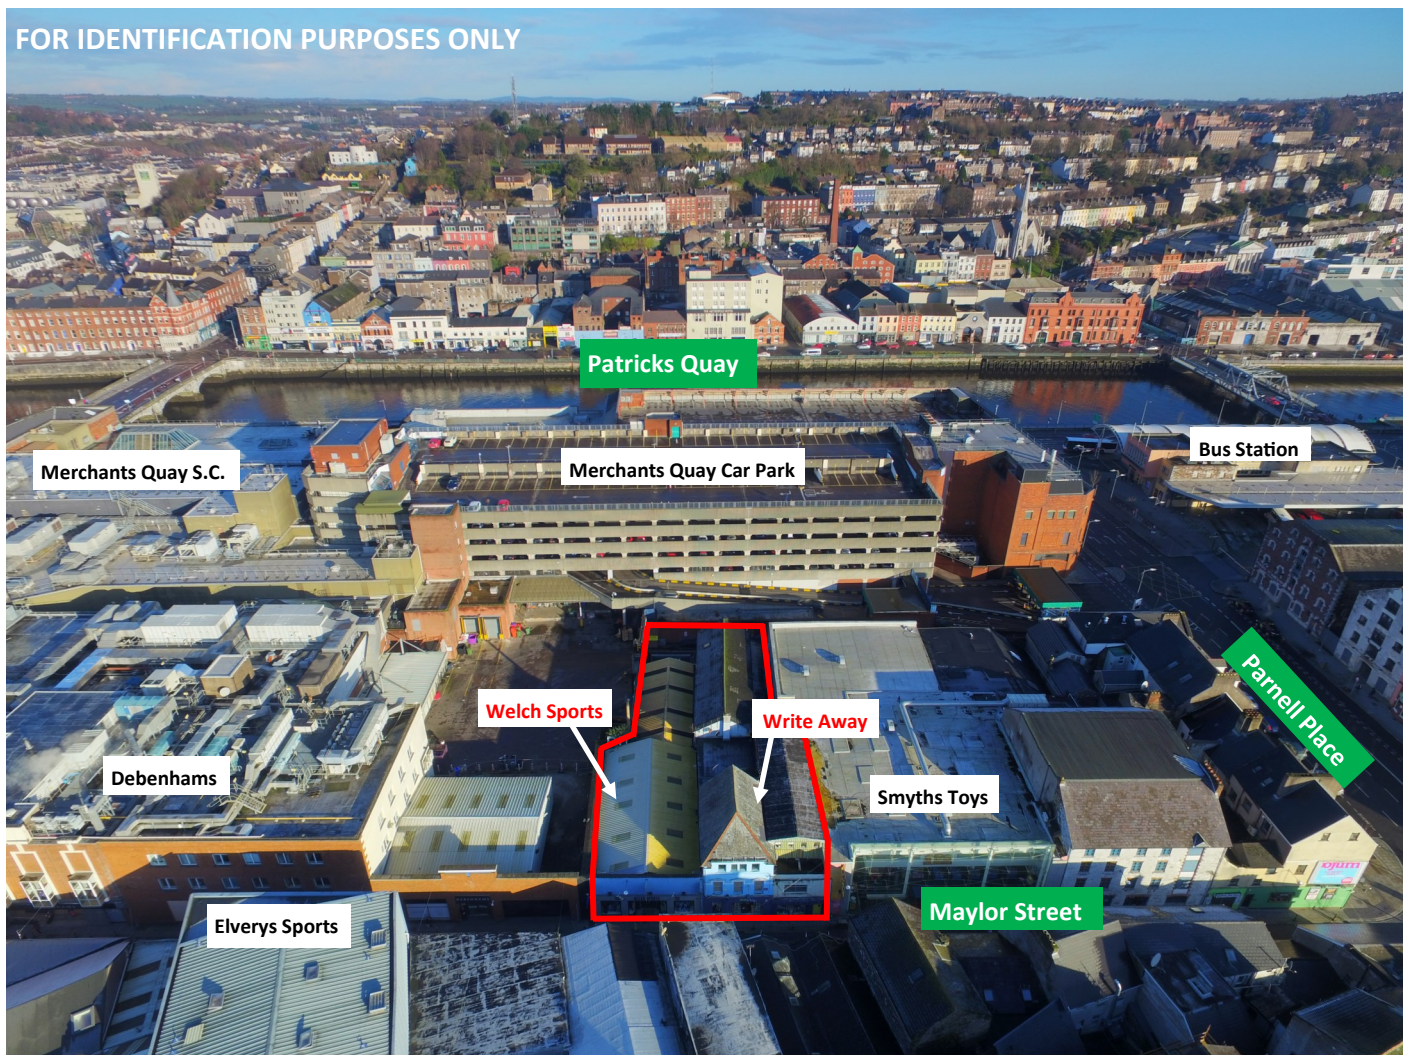 FOR IDENTIFICATION PURPOSES ONLY
Patricks Quay
Bus Station
Merchants Quay S.C.
Merchants Quay Car Park
Parnell Place
Welch Sports
Write Away
Debenhams
Smyths Toys
Maylor Street
Elverys Sports